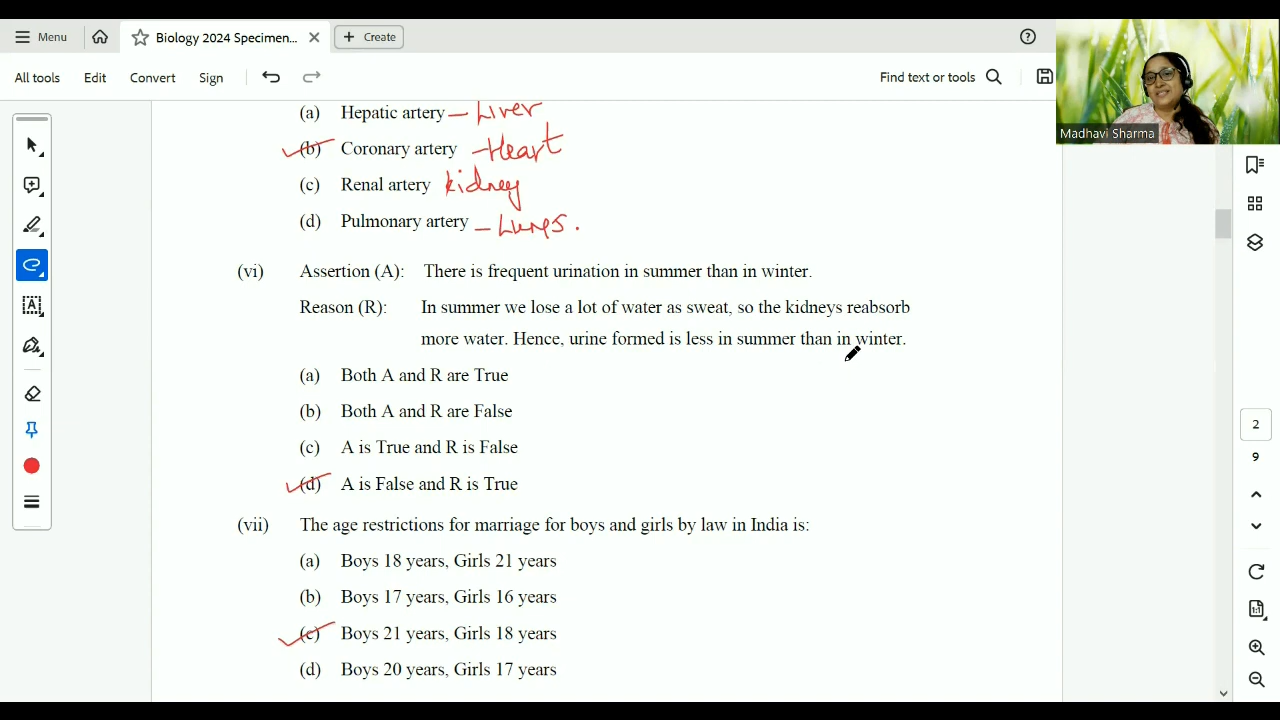 Menu
Biology 2024 Specimen...
Create
All tools Edit Convert Sign
Find text or tools
Madhavi Sharma
(a) Hepatic artery – Liver
(b) Coronary artery – Heart
(c) Renal artery kidney
(d) Pulmonary artery – Lungs.
(vi) Assertion (A): There is frequent urination in summer than in winter.
Reason (R): In summer we lose a lot of water as sweat, so the kidneys reabsorb
more water. Hence, urine formed is less in summer than in winter.
(a) Both A and R are True
(b) Both A and R are False
(c) A is True and R is False
(d) A is False and R is True
(vii) The age restrictions for marriage for boys and girls by law in India is:
(a) Boys 18 years, Girls 21 years
(b) Boys 17 years, Girls 16 years
(c) Boys 21 years, Girls 18 years
(d) Boys 20 years, Girls 17 years
2
9
1:1